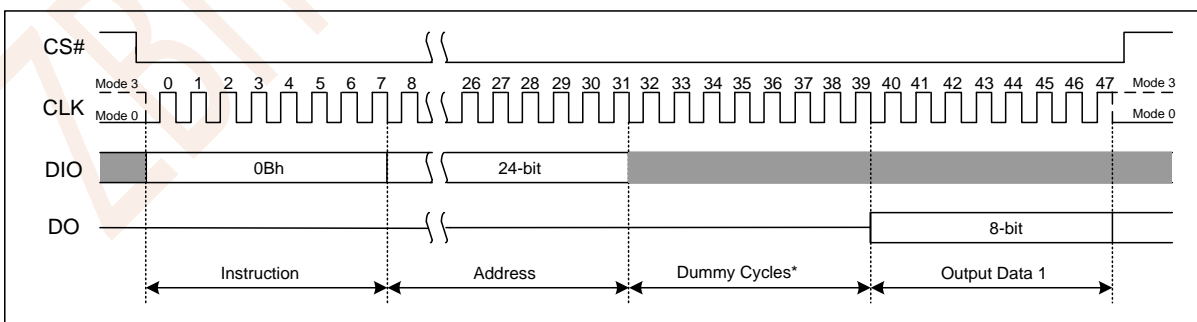 CS#
Mode 3 0 1 2 3 4 5 6 7 8 26 27 28 29 30 31 32 33 34 35 36 37 38 39 40 41 42 43 44 45 46 47 Mode 3
CLK
Mode 0 Mode 0
DIO 0Bh 24-bit
DO 8-bit
Instruction Address Dummy Cycles* Output Data 1